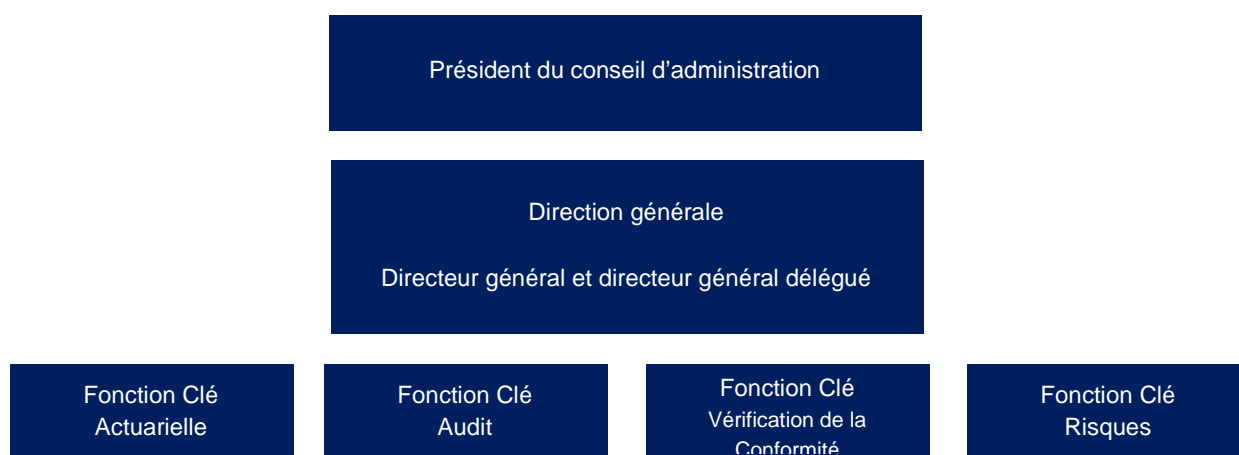 Président du conseil d’administration
Direction générale
Directeur général et directeur général délégué
Fonction Clé
Actuarielle
Fonction Clé
Audit
Fonction Clé
Vérification de la
Conformité
Fonction Clé
Risques